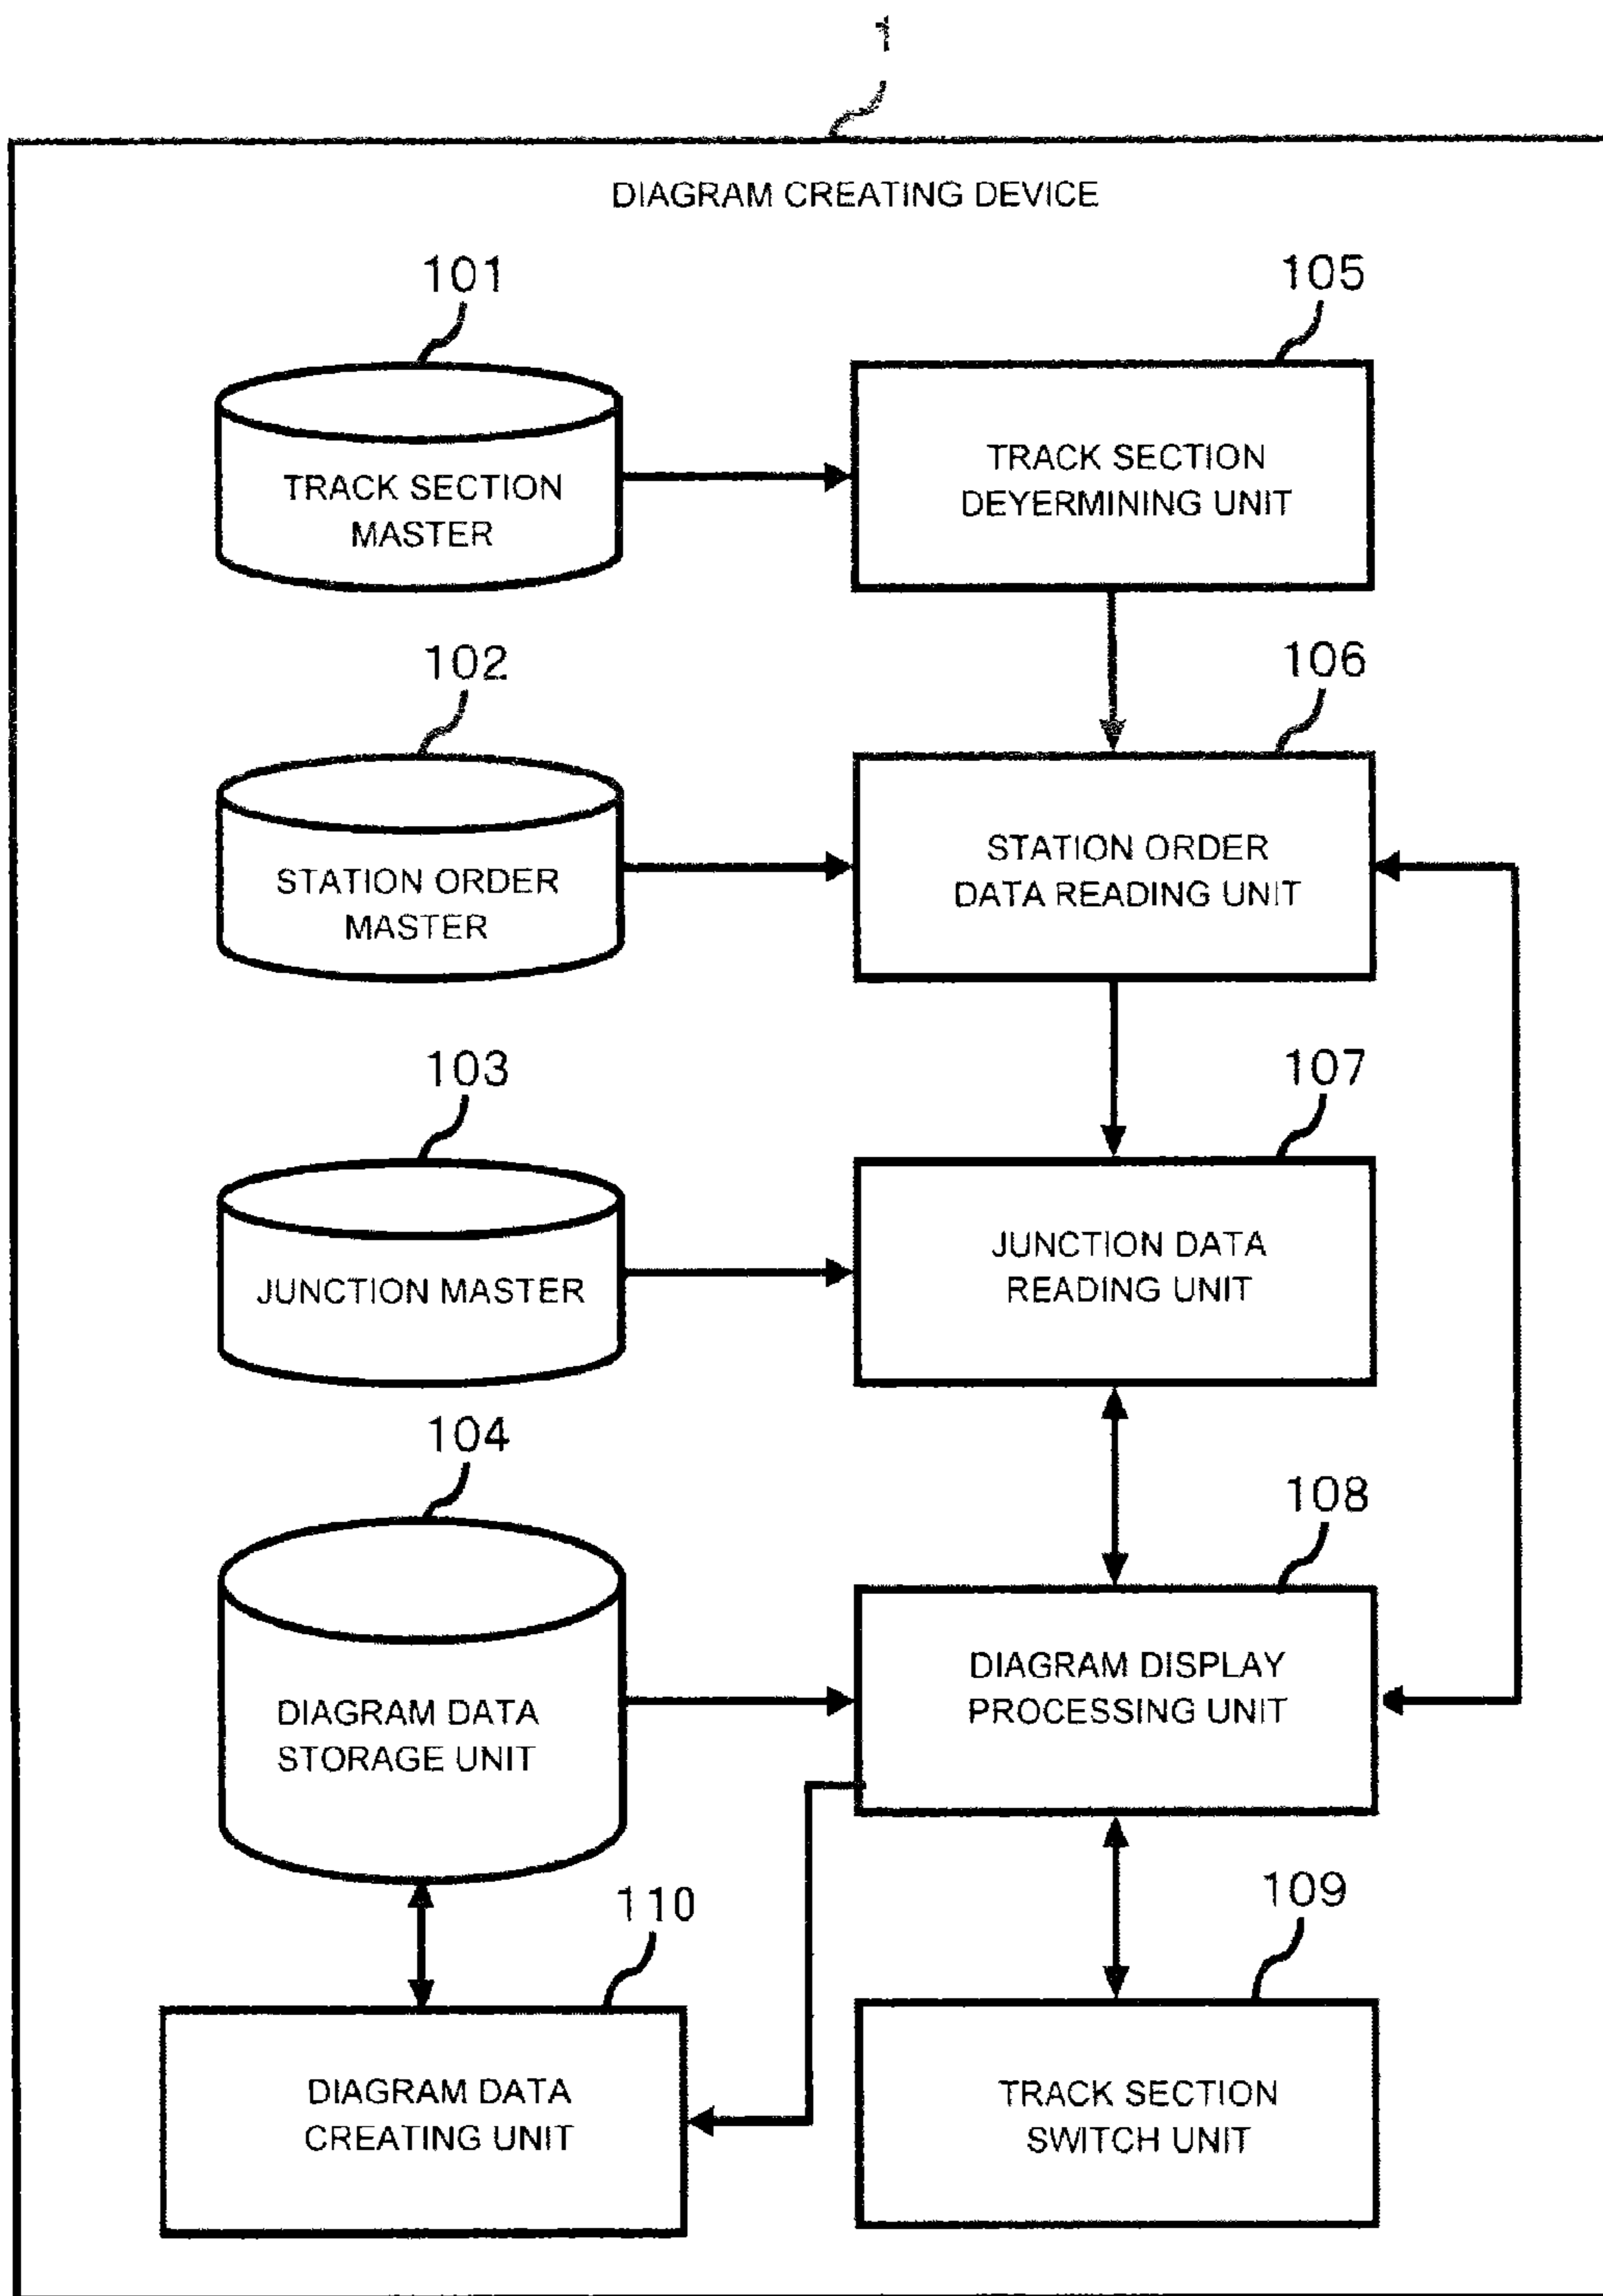 1
DIAGRAM CREATING DEVICE
101
105
TRACK SECTION
MASTER
TRACK SECTION
DEYERMINING UNIT
102
106
STATION ORDER
MASTER
STATION ORDER
DATA READING UNIT
103
107
JUNCTION MASTER
JUNCTION DATA
READING UNIT
104
108
DIAGRAM DATA
STORAGE UNIT
DIAGRAM DISPLAY
PROCESSING UNIT
110
109
DIAGRAM DATA
CREATING UNIT
TRACK SECTION
SWITCH UNIT